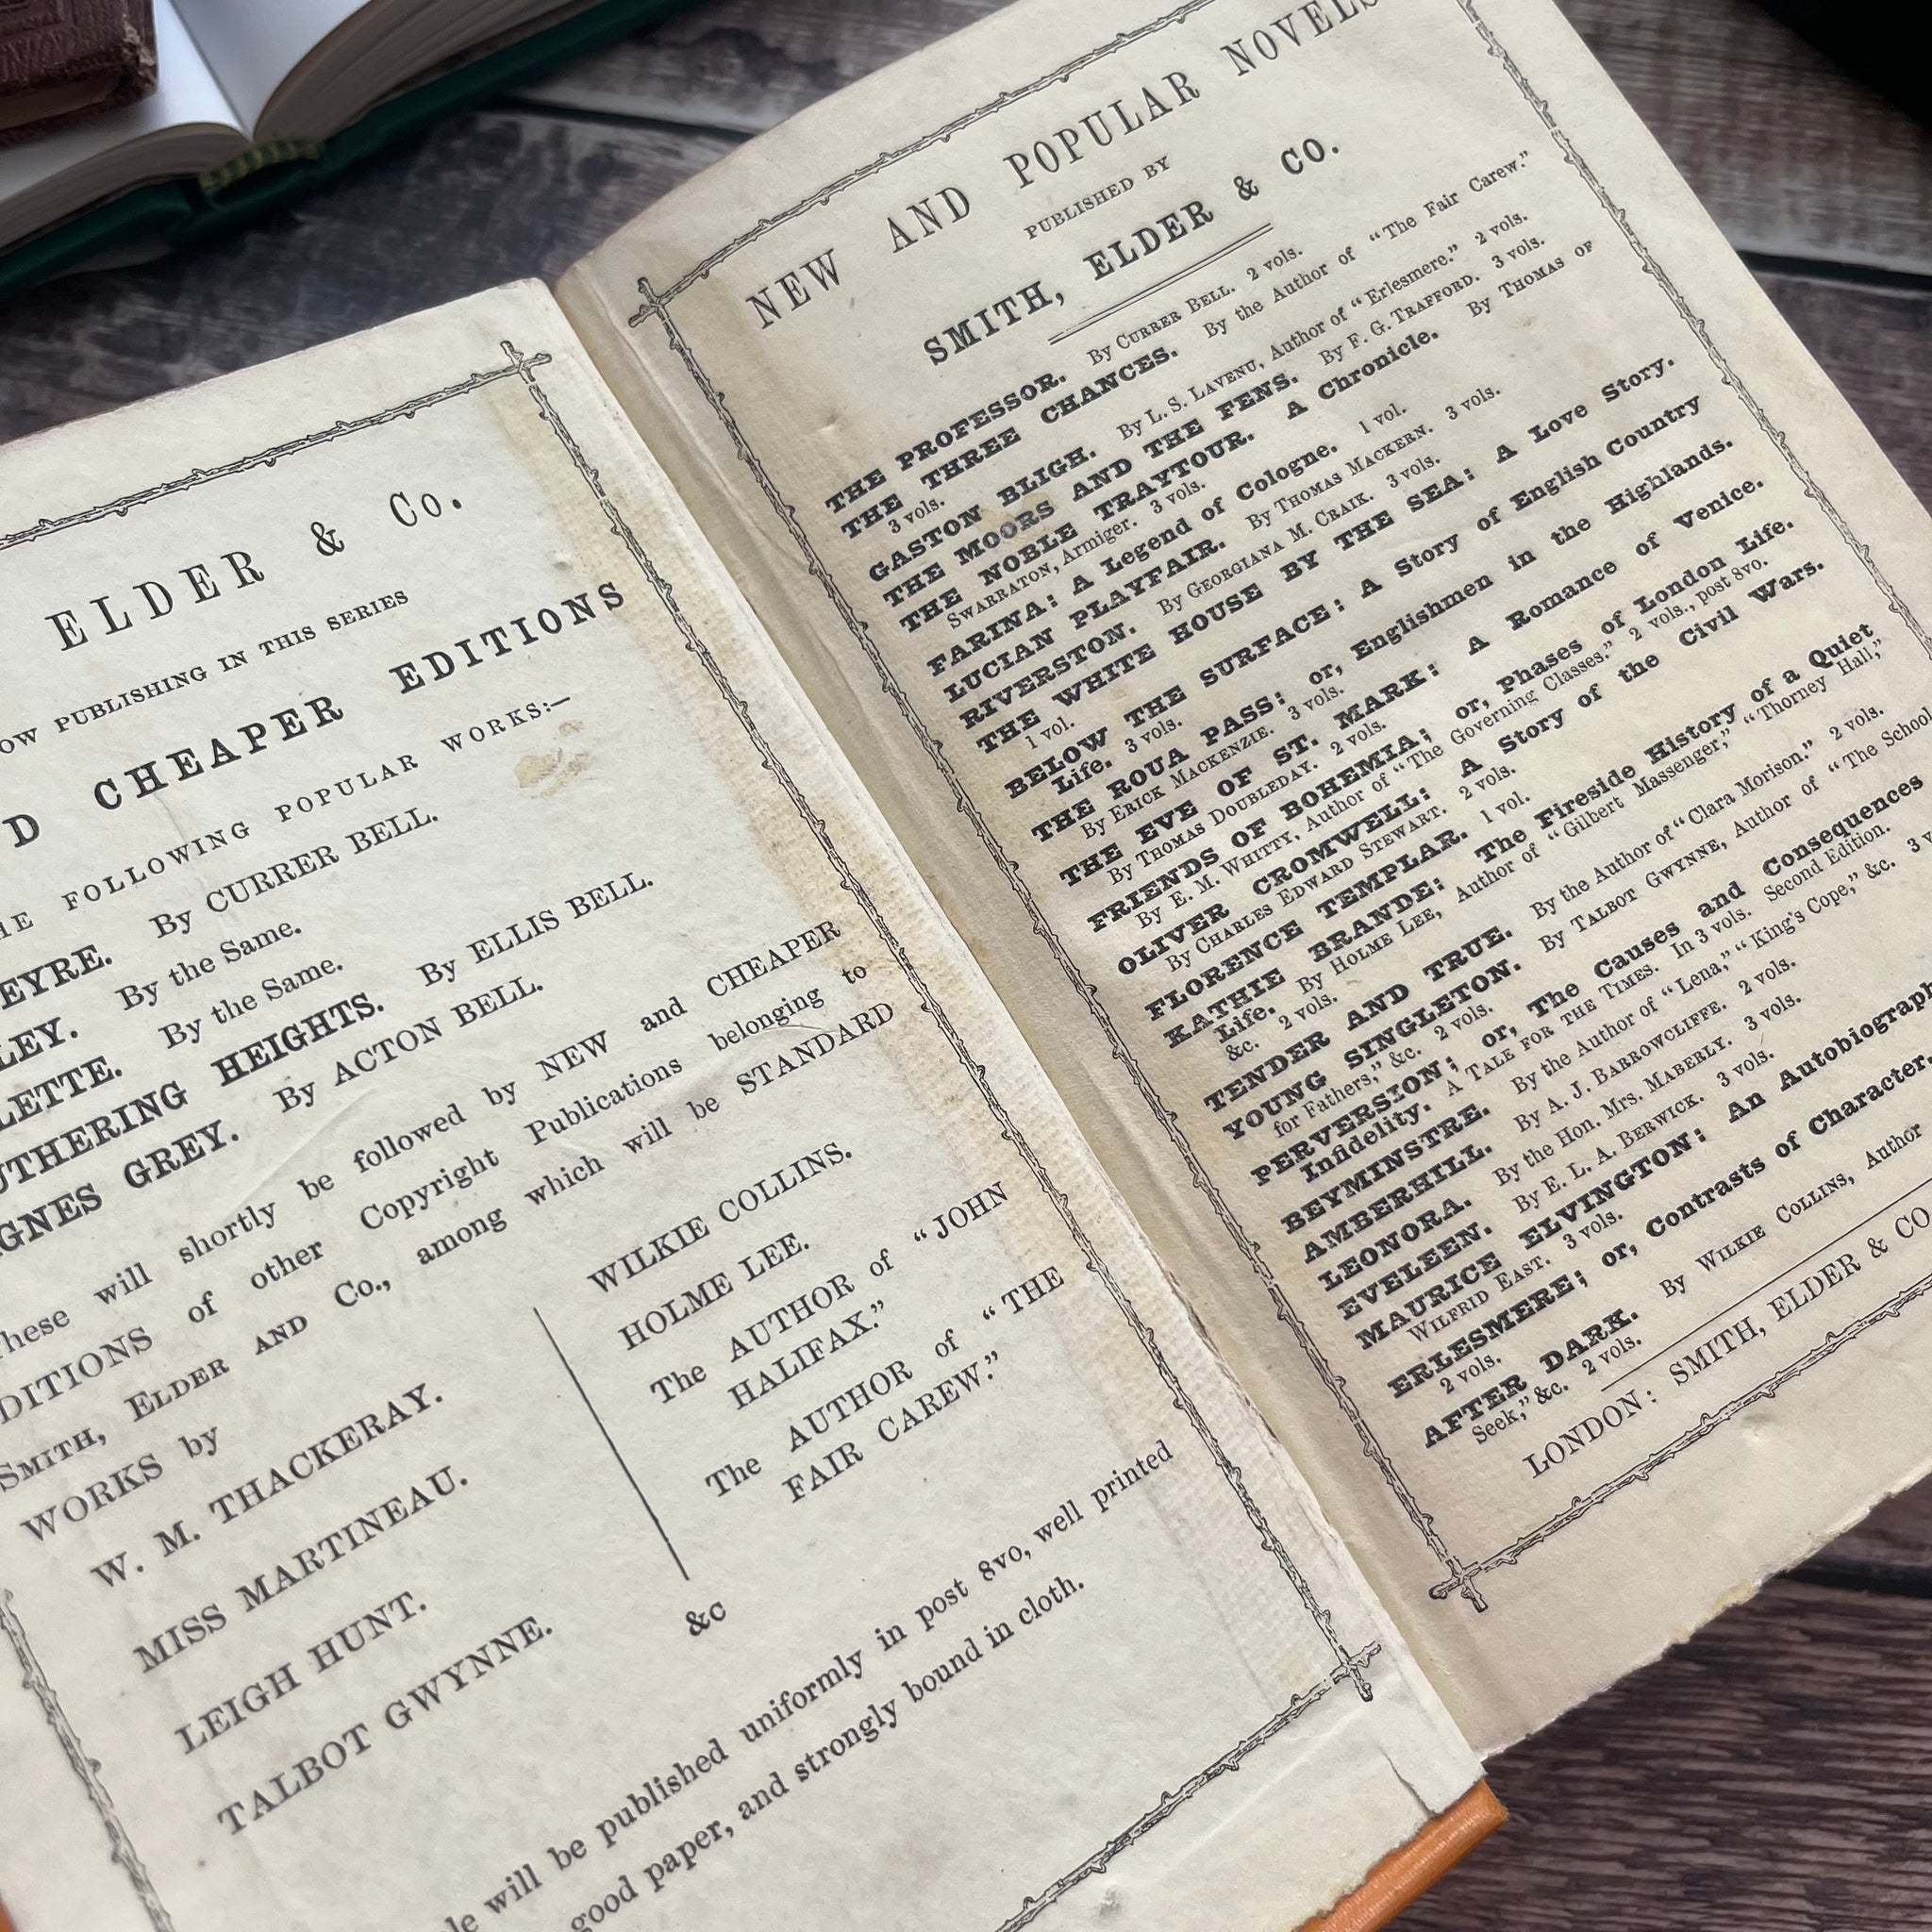 ELDER & Co.
PUBLISHING IN THIS SERIES
CHEAPER EDITIONS
FOLLOWING POPULAR WORKS:—
EYRE. By CURRER BELL.
By the Same.
By the Same.
HEIGHTS. By ELLIS BELL.
GREY. By ACTON BELL.
will shortly be followed by NEW and CHEAPER
of other Copyright Publications belonging to
SMITH, ELDER AND Co., among which will be STANDARD
WORKS by
W. M. THACKERAY.
MISS MARTINEAU.
LEIGH HUNT.
TALBOT GWYNNE.
WILKIE COLLINS.
HOLME LEE.
The AUTHOR of “JOHN
HALIFAX.”
The AUTHOR of “THE
FAIR CAREW.”
&c
will be published uniformly in post 8vo, well printed
good paper, and strongly bound in cloth.
NEW AND POPULAR NOVELS
PUBLISHED BY
SMITH, ELDER & CO.
THE PROFESSOR. By CURRER BELL. 2 vols.
THE THREE CHANCES. By the Author of “The Fair Carew.”
3 vols.
GASTON BLIGH. By L. S. LAVENU, Author of “Erlesmere.” 2 vols.
THE MOORS AND THE FENS. By F. G. TRAFFORD. 3 vols.
THE NOBLE TRAYTOUR. A Chronicle. By THOMAS OF
SWARRATON, Armiger. 3 vols.
FARINA: A Legend of Cologne. 1 vol.
LUCIAN PLAYFAIR. By THOMAS MACKERN. 3 vols.
RIVERSTON. By GEORGIANA M. CRAIK. 3 vols.
THE WHITE HOUSE BY THE SEA: A Love Story.
1 vol.
BELOW THE SURFACE: A Story of English Country
Life. 3 vols.
THE ROUA PASS: or, Englishmen in the Highlands.
By ERICK MACKENZIE. 3 vols.
THE EVE OF ST. MARK: A Romance of Venice.
By THOMAS DOUBLEDAY. 2 vols.
FRIENDS OF BOHEMIA; or, Phases of London Life.
By E. M. WHITTY, Author of “The Governing Classes.” 2 vols., post 8vo.
OLIVER CROMWELL: A Story of the Civil Wars.
By CHARLES EDWARD STEWART. 2 vols.
FLORENCE TEMPLAR. 1 vol.
KATHIE BRANDE: The Fireside History of a Quiet
Life. By HOLME LEE, Author of “Gilbert Massenger,” “Thorney Hall,”
&c. 2 vols.
TENDER AND TRUE. By the Author of “Clara Morison.” 2 vols.
YOUNG SINGLETON. By TALBOT GWYNNE, Author of “The School
for Fathers,” &c. 2 vols.
PERVERSION; or, The Causes and Consequences
Infidelity. A TALE FOR THE TIMES. In 3 vols. Second Edition.
BEYMINSTRE. By the Author of “Lena,” “King’s Cope,” &c. 3
AMBERHILL. By A. J. BARROWCLIFFE. 2 vols.
LEONORA. By the Hon. Mrs. MABERLY. 3 vols.
EVELEEN. By E. L. A. BERWICK. 3 vols.
MAURICE ELVINGTON: An
WILFRID EAST. 3 vols.
ERLESMERE; or, Contrasts of Character.
2 vols.
AFTER DARK. By WILKIE COLLINS, Author
Seek,” &c. 2 vols.
LONDON: SMITH, ELDER & CO